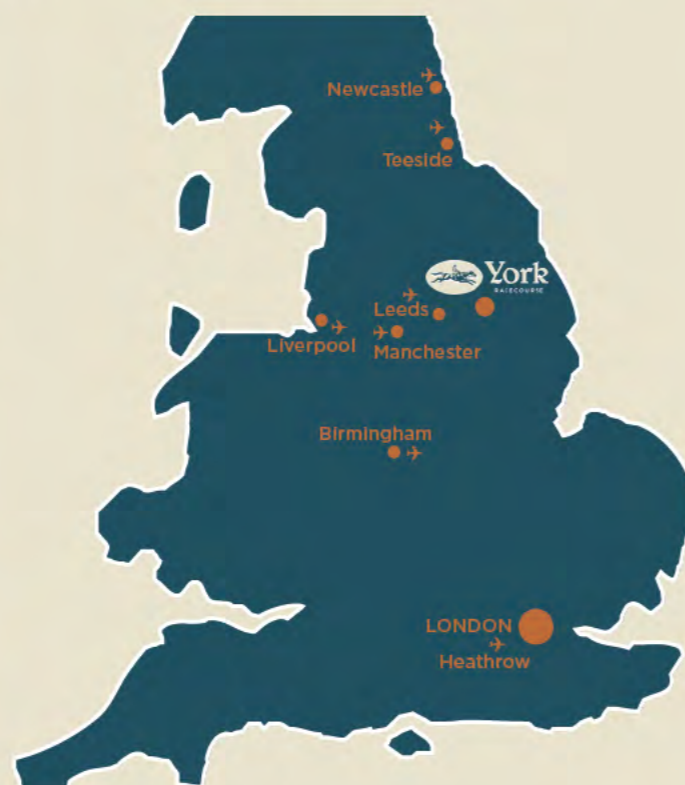 Newcastle
Teeside
York
RACECOURSE
Leeds
Liverpool
Manchester
Birmingham
LONDON
Heathrow